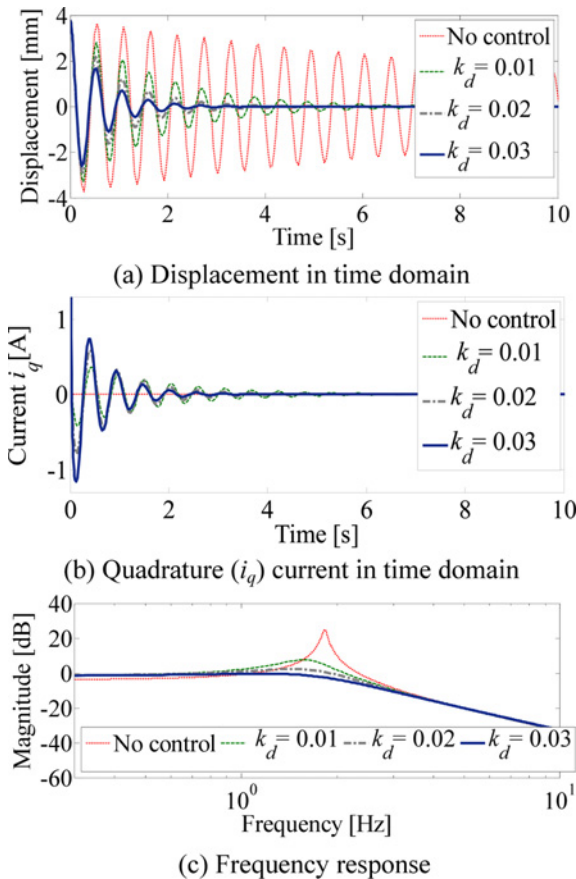 Displacement [mm]
4
2
0
-2
-4
No control
k_d = 0.01
k_d = 0.02
k_d = 0.03
0 2 4 6 8 10
Time [s]
(a) Displacement in time domain
Current i_q [A]
1
0
-1
No control
k_d = 0.01
k_d = 0.02
k_d = 0.03
0 2 4 6 8 10
Time [s]
(b) Quadrature (i_q) current in time domain
Magnitude [dB]
40
20
0
-20
-40
-60
No control k_d = 0.01 k_d = 0.02 k_d = 0.03
10^0 10^1
Frequency [Hz]
(c) Frequency response